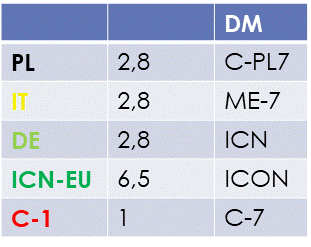 DM
PL 2,8 C-PL7
IT 2,8 ME-7
DE 2,8 ICN
ICN-EU 6,5 ICON
C-1 1 C-7